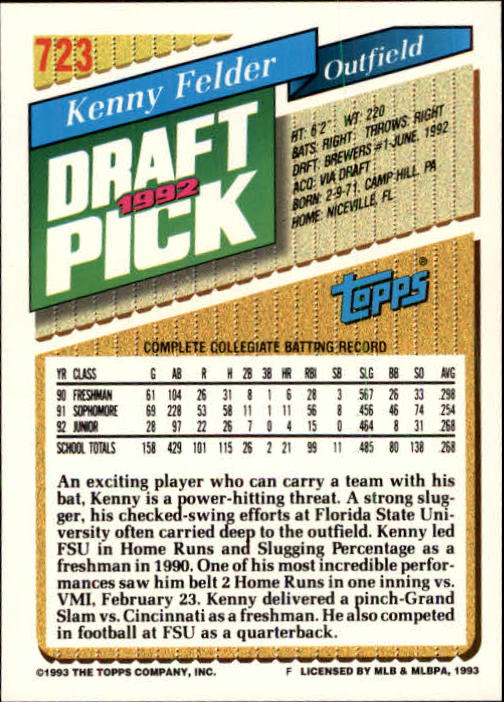 723
Kenny Felder
Outfield
DRAFT
1992
PICK
HT: 6'2" WT: 220
BATS: RIGHT THROWS: RIGHT
DRFT: BREWERS #1-JUNE, 1992
ACQ: VIA DRAFT
BORN: 2-9-71, CAMP HILL, PA
HOME: NICEVILLE, FL
Topps®
COMPLETE COLLEGIATE BATTING RECORD
YR CLASS G AB R H 2B 3B HR RBI SB SLG BB SO AVG
90 FRESHMAN 61 104 26 31 8 1 6 28 3 .567 26 33 .298
91 SOPHOMORE 69 228 53 58 11 1 11 56 8 .456 46 74 .254
92 JUNIOR 28 97 22 26 7 0 4 15 0 .464 8 31 .268
SCHOOL TOTALS 158 429 101 115 26 2 21 99 11 .485 80 138 .268
An exciting player who can carry a team with his
bat, Kenny is a power-hitting threat. A strong slug-
ger, his checked-swing efforts at Florida State Uni-
versity often carried deep to the outfield. Kenny led
FSU in Home Runs and Slugging Percentage as a
freshman in 1990. One of his most incredible perfor-
mances saw him belt 2 Home Runs in one inning vs.
VMI, February 23. Kenny delivered a pinch-Grand
Slam vs. Cincinnati as a freshman. He also competed
in football at FSU as a quarterback.
©1993 THE TOPPS COMPANY, INC. F LICENSED BY MLB & MLBPA, 1993